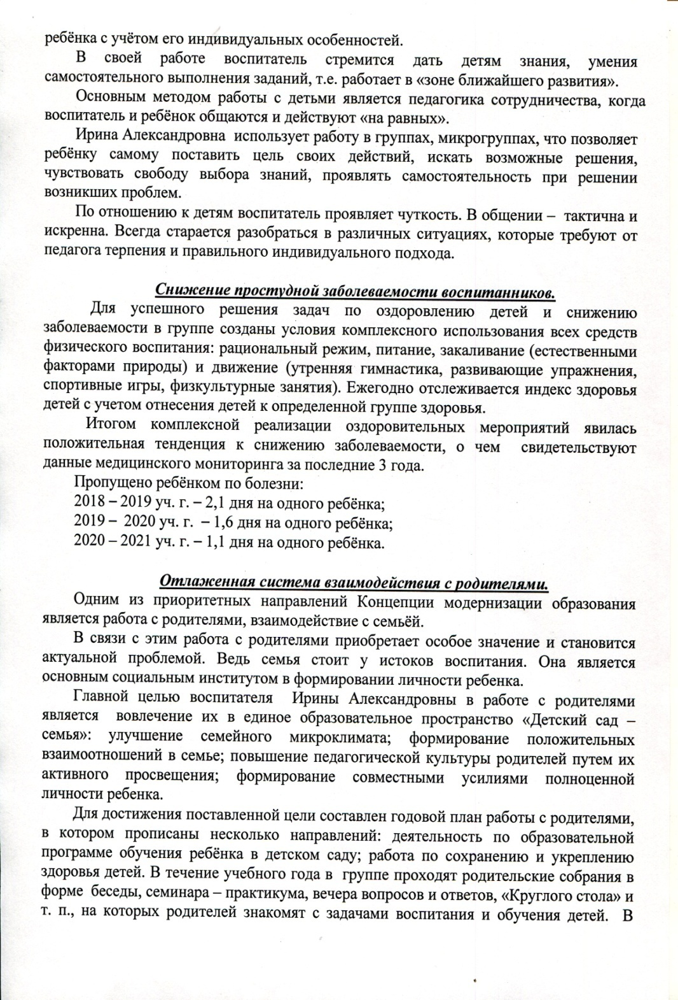 ребёнка с учётом его индивидуальных особенностей.
В своей работе воспитатель стремится дать детям знания, умения
самостоятельного выполнения заданий, т.е. работает в «зоне ближайшего развития».
Основным методом работы с детьми является педагогика сотрудничества, когда
воспитатель и ребёнок общаются и действуют «на равных».
Ирина Александровна использует работу в группах, микрогруппах, что позволяет
ребёнку самому поставить цель своих действий, искать возможные решения,
чувствовать свободу выбора знаний, проявлять самостоятельность при решении
возникших проблем.
По отношению к детям воспитатель проявляет чуткость. В общении – тактична и
искренна. Всегда старается разобраться в различных ситуациях, которые требуют от
педагога терпения и правильного индивидуального подхода.
Снижение простудной заболеваемости воспитанников.
Для успешного решения задач по оздоровлению детей и снижению
заболеваемости в группе созданы условия комплексного использования всех средств
физического воспитания: рациональный режим, питание, закаливание (естественными
факторами природы) и движение (утренняя гимнастика, развивающие упражнения,
спортивные игры, физкультурные занятия). Ежегодно отслеживается индекс здоровья
детей с учетом отнесения детей к определенной группе здоровья.
Итогом комплексной реализации оздоровительных мероприятий явилась
положительная тенденция к снижению заболеваемости, о чем свидетельствуют
данные медицинского мониторинга за последние 3 года.
Пропущено ребёнком по болезни:
2018 – 2019 уч. г. – 2,1 дня на одного ребёнка;
2019 – 2020 уч. г. – 1,6 дня на одного ребёнка;
2020 – 2021 уч. г. – 1,1 дня на одного ребёнка.
Отлаженная система взаимодействия с родителями.
Одним из приоритетных направлений Концепции модернизации образования
является работа с родителями, взаимодействие с семьёй.
В связи с этим работа с родителями приобретает особое значение и становится
актуальной проблемой. Ведь семья стоит у истоков воспитания. Она является
основным социальным институтом в формировании личности ребенка.
Главной целью воспитателя Ирины Александровны в работе с родителями
является вовлечение их в единое образовательное пространство «Детский сад –
семья»: улучшение семейного микроклимата; формирование положительных
взаимоотношений в семье; повышение педагогической культуры родителей путем их
активного просвещения; формирование совместными усилиями полноценной
личности ребенка.
Для достижения поставленной цели составлен годовой план работы с родителями,
в котором прописаны несколько направлений: деятельность по образовательной
программе обучения ребёнка в детском саду; работа по сохранению и укреплению
здоровья детей. В течение учебного года в группе проходят родительские собрания в
форме беседы, семинара – практикума, вечера вопросов и ответов, «Круглого стола» и
т. п., на которых родителей знакомят с задачами воспитания и обучения детей. В